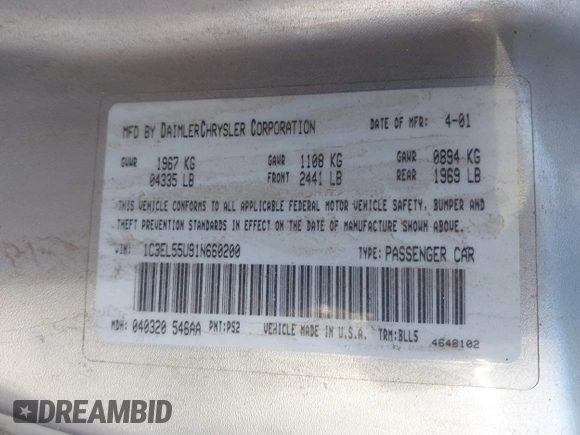 MFD BY DAIMLERCHRYSLER CORPORATION DATE OF MFR: 4-01
GVWR 1967 KG GAWR 1108 KG GAWR 0894 KG
04335 LB FRONT 2441 LB REAR 1969 LB
THIS VEHICLE CONFORMS TO ALL APPLICABLE FEDERAL MOTOR VEHICLE SAFETY, BUMPER AND
THEFT PREVENTION STANDARDS IN EFFECT ON THE DATE OF MANUFACTURE SHOWN ABOVE.
VIN: 1C3EL55U91N660200 TYPE: PASSENGER CAR
MDH: 040320 546AA PNT:PS2 VEHICLE MADE IN U.S.A. TRM:BLL5
4648102
DREAMBID